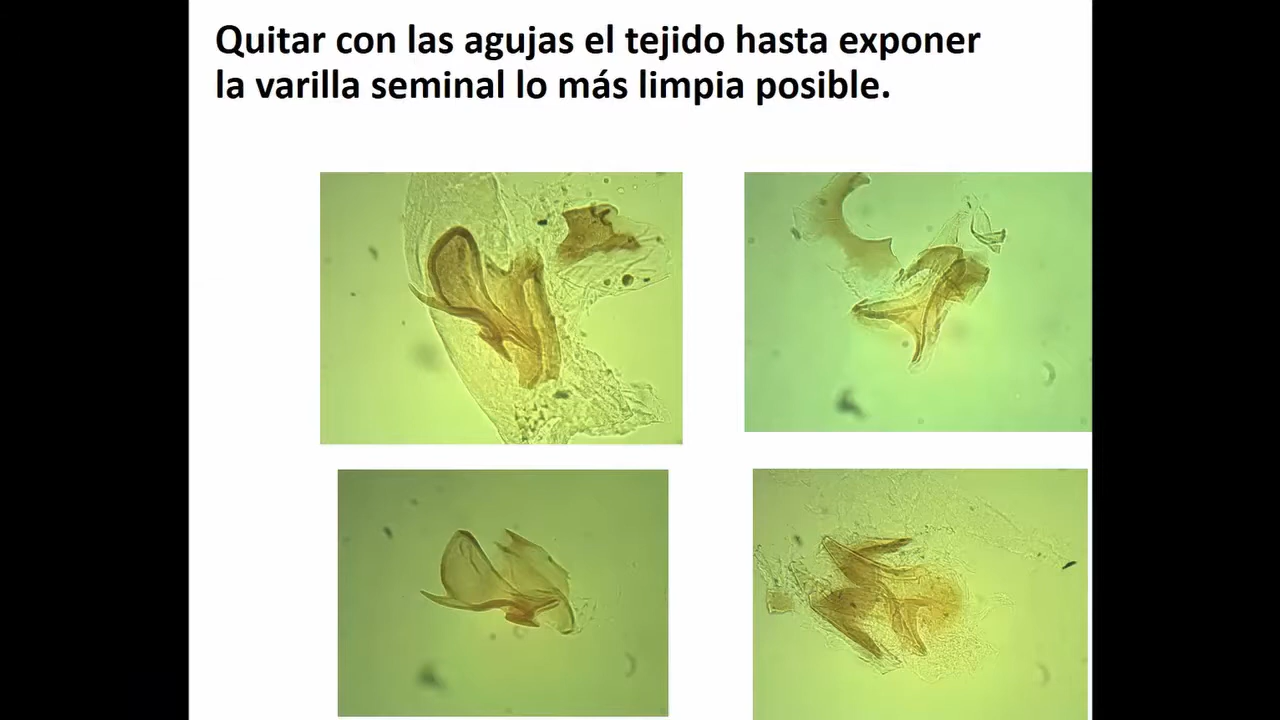 Quitar con las agujas el tejido hasta exponer
la varilla seminal lo más limpia posible.